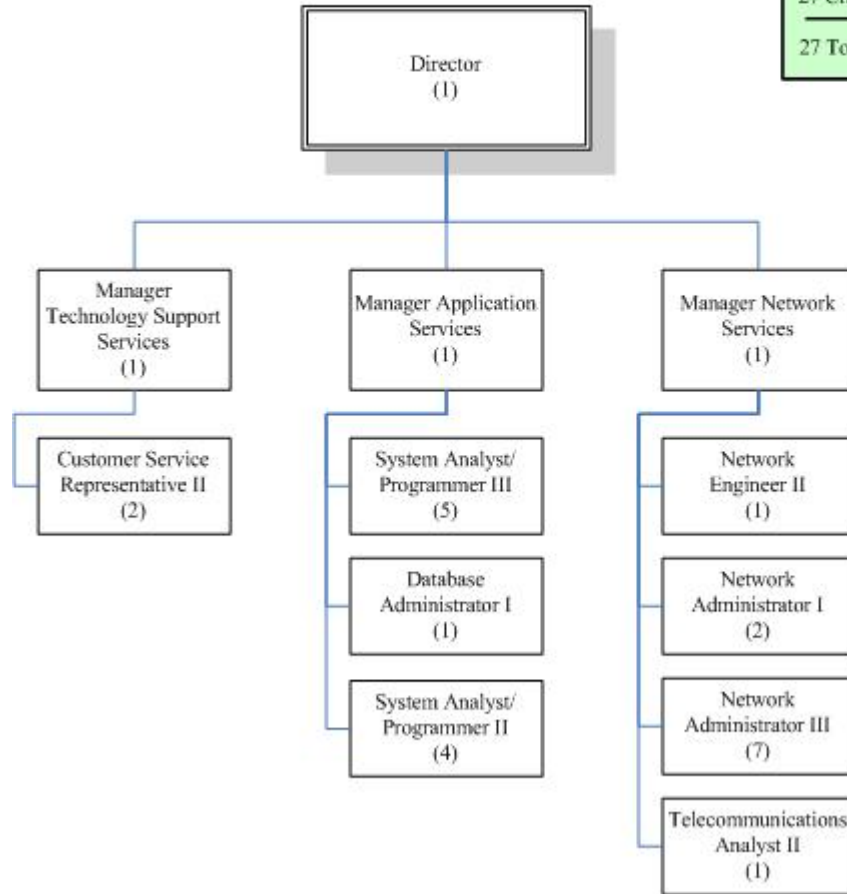 27
27 To
Director
(1)
Manager
Technology Support
Services
(1)
Manager Application
Services
(1)
Manager Network
Services
(1)
Customer Service
Representative II
(2)
System Analyst/
Programmer III
(5)
Database
Administrator I
(1)
System Analyst/
Programmer II
(4)
Network
Engineer II
(1)
Network
Administrator I
(2)
Network
Administrator III
(7)
Telecommunications
Analyst II
(1)